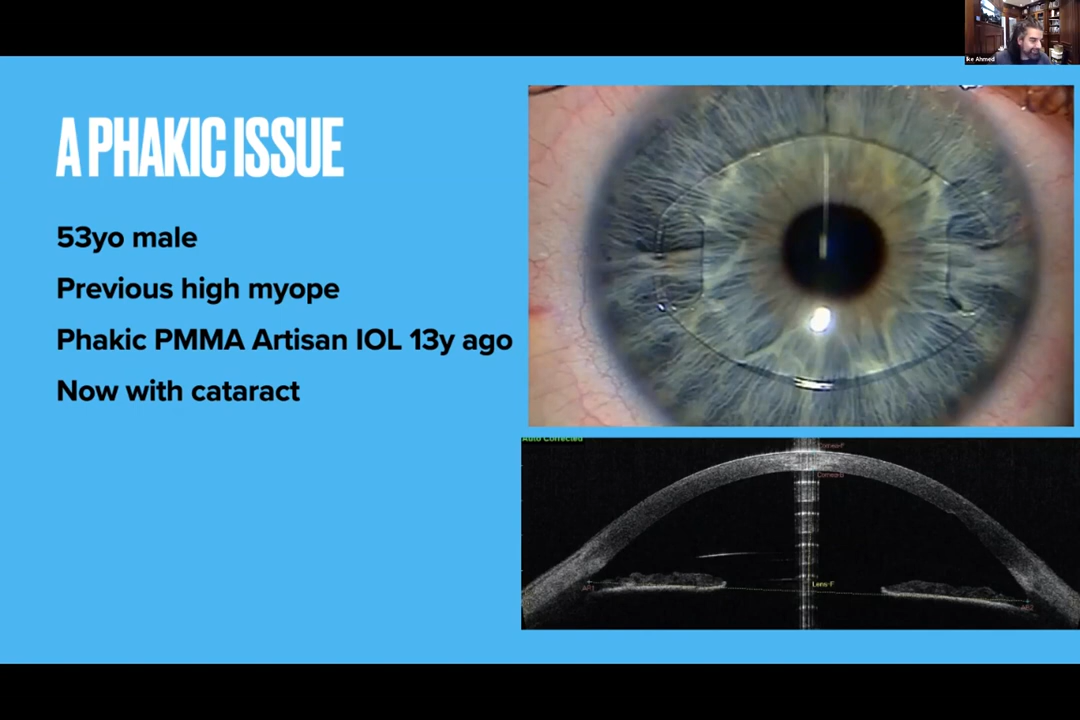 Ike Ahmed
A PHAKIC ISSUE
53yo male
Previous high myope
Phakic PMMA Artisan IOL 13y ago
Now with cataract
Auto Corrected
Lens-F